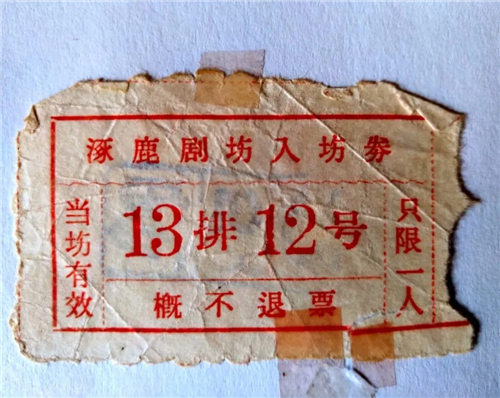 涿鹿剧坊入坊券
当坊有效
13排12号
只限一人
概不退票